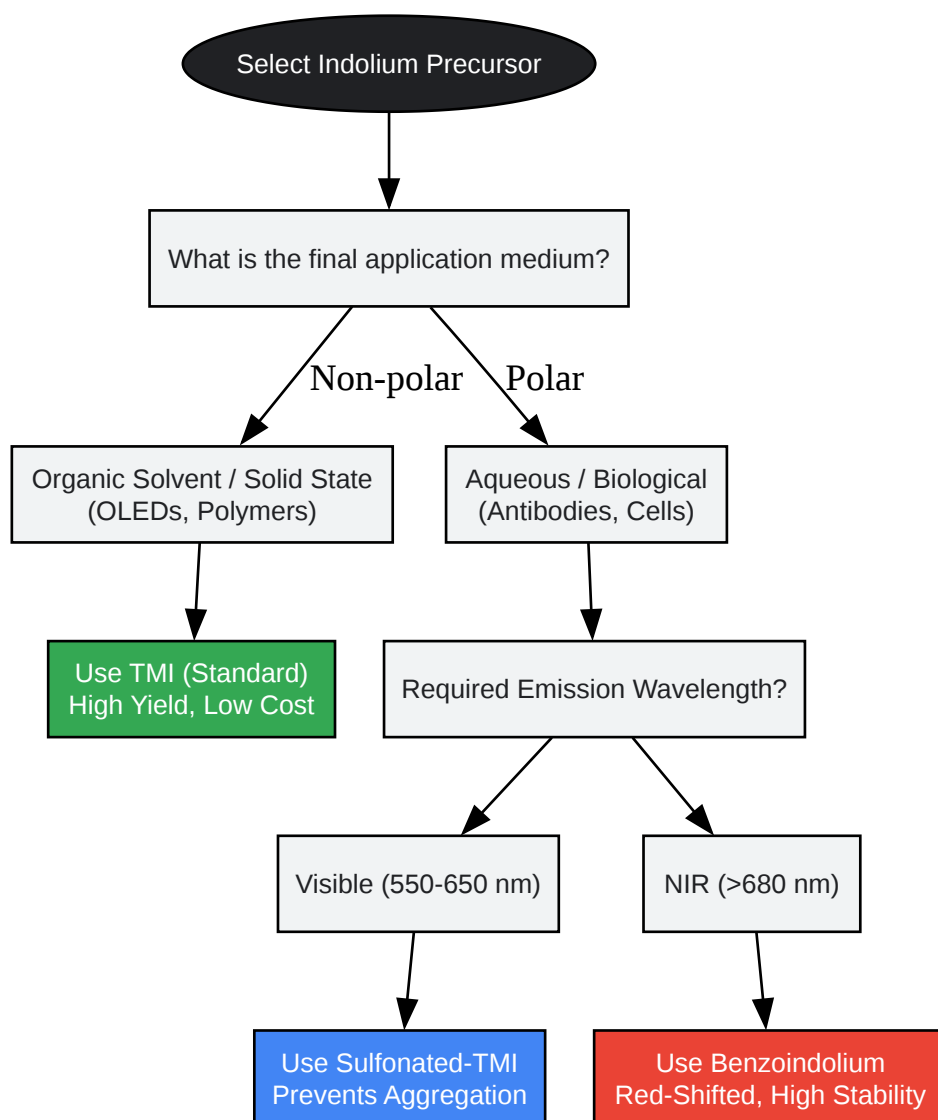 Select Indolium Precursor
What is the final application medium?
Non-polar
Polar
Organic Solvent / Solid State
(OLEDs, Polymers)
Aqueous / Biological
(Antibodies, Cells)
Use TMI (Standard)
High Yield, Low Cost
Required Emission Wavelength?
Visible (550-650 nm)
NIR (>680 nm)
Use Sulfonated-TMI
Prevents Aggregation
Use Benzoindolium
Red-Shifted, High Stability